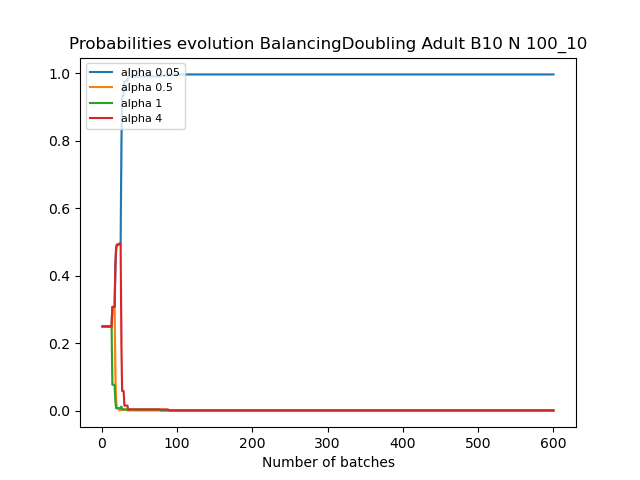 Probabilities evolution BalancingDoubling Adult B10 N 100_10
1.0
0.8
0.6
0.4
0.2
0.0
alpha 0.05
alpha 0.5
alpha 1
alpha 4
0 100 200 300 400 500 600
Number of batches